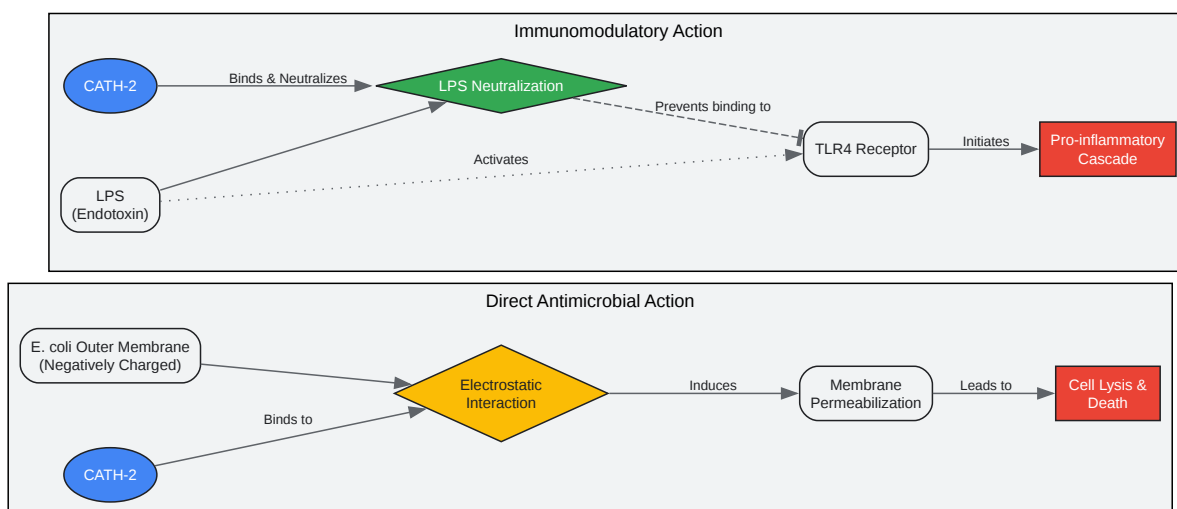 Immunomodulatory Action
CATH-2
Binds & Neutralizes
LPS Neutralization
Prevents binding to
TLR4 Receptor
Initiates
Pro-inflammatory
Cascade
Activates
LPS
(Endotoxin)
Direct Antimicrobial Action
E. coli Outer Membrane
(Negatively Charged)
Electrostatic
Interaction
Induces
Membrane
Permeabilization
Leads to
Cell Lysis &
Death
Binds to
CATH-2